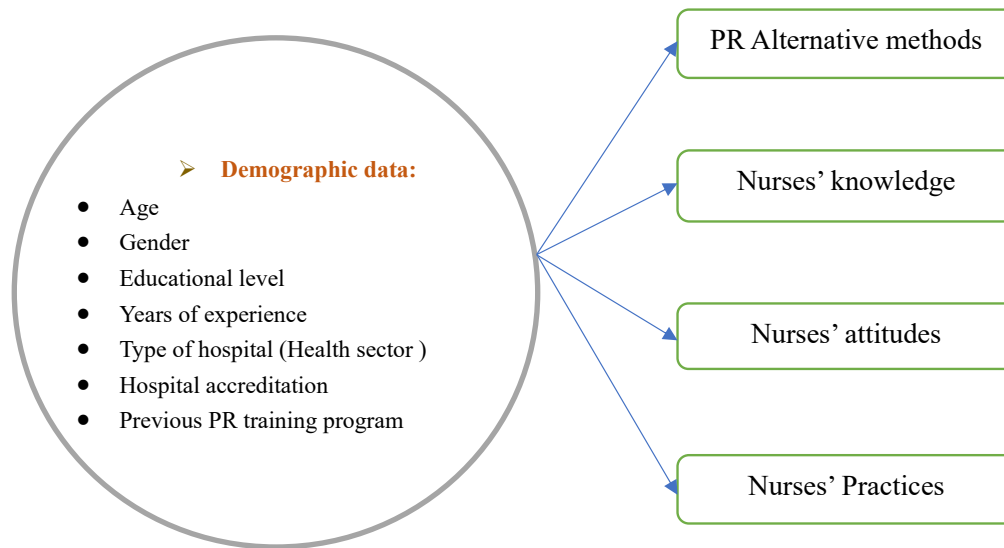 ➢ Demographic data:
● Age
● Gender
● Educational level
● Years of experience
● Type of hospital (Health sector )
● Hospital accreditation
● Previous PR training program
PR Alternative methods
Nurses’ knowledge
Nurses’ attitudes
Nurses’ Practices